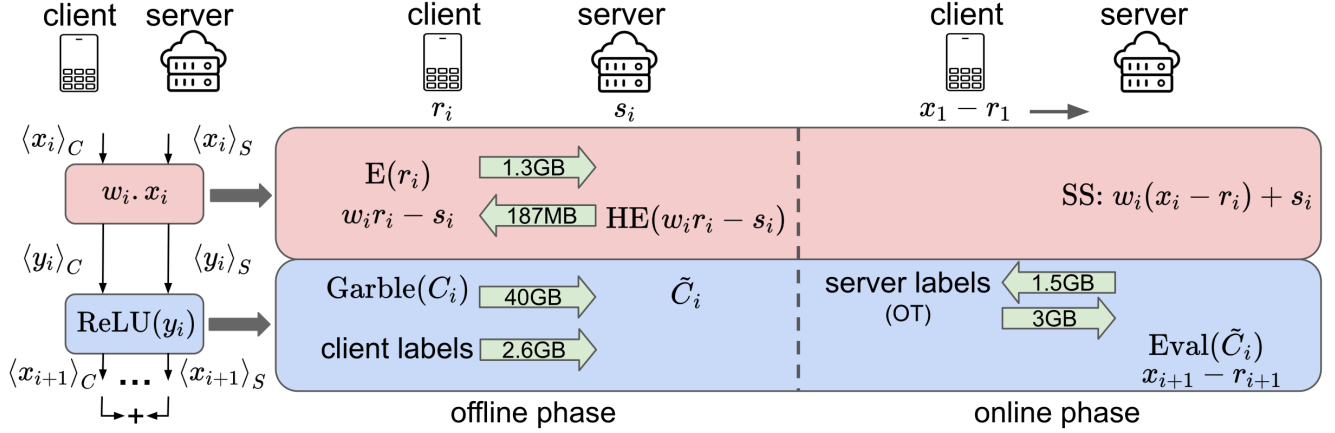 client server
client server
client server
r_i s_i
x_1 − r_1
⟨x_i⟩_C ⟨x_i⟩_S
w_i . x_i
⟨y_i⟩_C ⟨y_i⟩_S
ReLU(y_i)
⟨x_{i+1}⟩_C ... ⟨x_{i+1}⟩_S
+
E(r_i) 1.3GB
w_i r_i − s_i 187MB HE(w_i r_i − s_i)
SS: w_i(x_i − r_i) + s_i
Garble(C_i) 40GB C̃_i
client labels 2.6GB
server labels 1.5GB
(OT) 3GB
Eval(C̃_i)
x_{i+1} − r_{i+1}
offline phase online phase